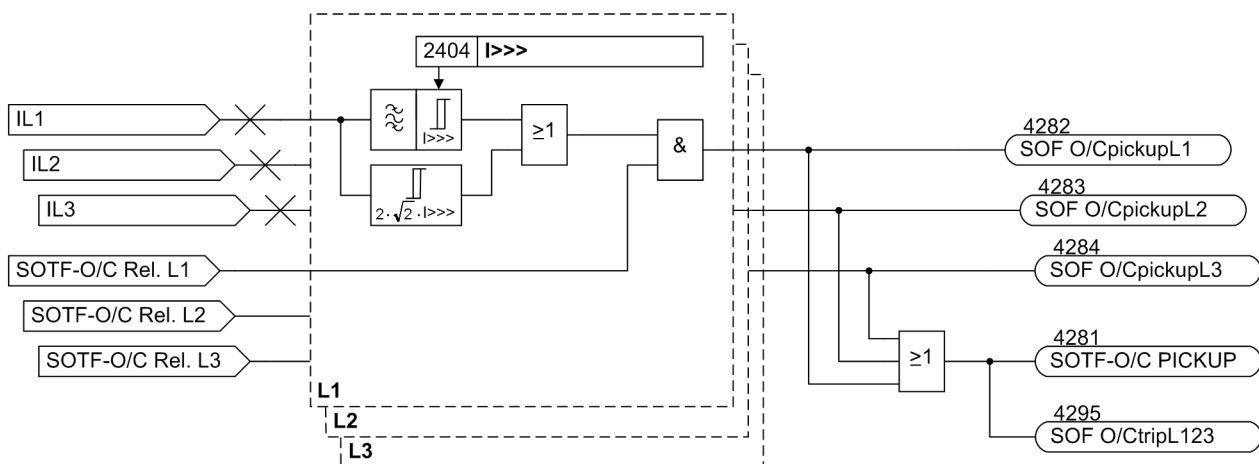 2404 I>>>
IL1
I>>>
≥1
IL2
&
4282
SOF O/CpickupL1
2·√2·I>>>
IL3
4283
SOF O/CpickupL2
SOTF-O/C Rel. L1
4284
SOF O/CpickupL3
SOTF-O/C Rel. L2
SOTF-O/C Rel. L3
≥1
4281
SOTF-O/C PICKUP
L1
L2
4295
SOF O/CtripL123
L3